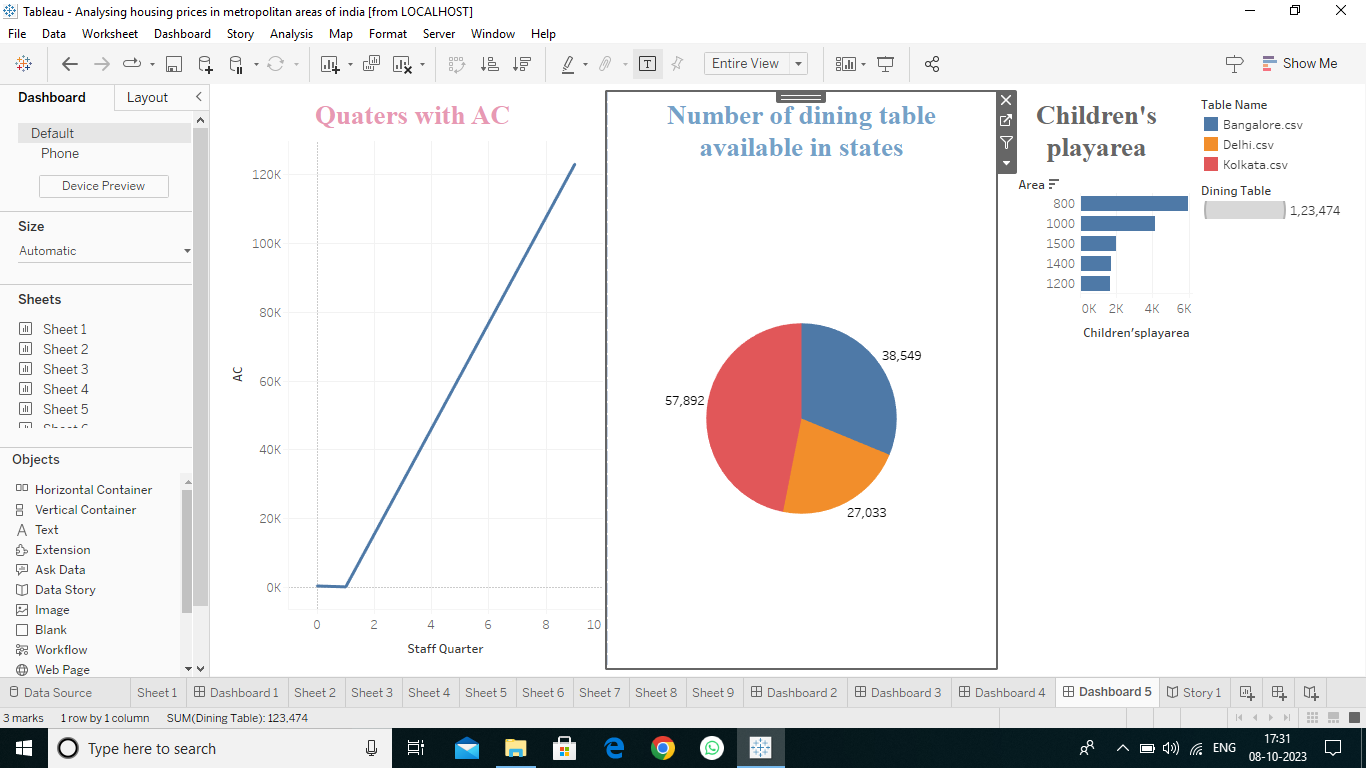 Tableau - Analysing housing prices in metropolitan areas of india [from LOCALHOST]
File Data Worksheet Dashboard Story Analysis Map Format Server Window Help
Entire View
Show Me
Dashboard Layout
Default
Phone
Device Preview
Size
Automatic
Sheets
Sheet 1
Sheet 2
Sheet 3
Sheet 4
Sheet 5
Objects
Horizontal Container
Vertical Container
Text
Extension
Ask Data
Data Story
Image
Blank
Workflow
Web Page
Quaters with AC
120K
100K
80K
60K
40K
20K
0K
AC
0 2 4 6 8 10
Staff Quarter
Number of dining table
available in states
38,549
57,892
27,033
Children's
playarea
Area
800
1000
1500
1400
1200
0K 2K 4K 6K
Children’splayarea
Table Name
Bangalore.csv
Delhi.csv
Kolkata.csv
Dining Table
1,23,474
Data Source Sheet 1 Dashboard 1 Sheet 2 Sheet 3 Sheet 4 Sheet 5 Sheet 6 Sheet 7 Sheet 8 Sheet 9 Dashboard 2 Dashboard 3 Dashboard 4 Dashboard 5 Story 1
3 marks 1 row by 1 column SUM(Dining Table): 123,474
Type here to search
ENG
17:31
08-10-2023